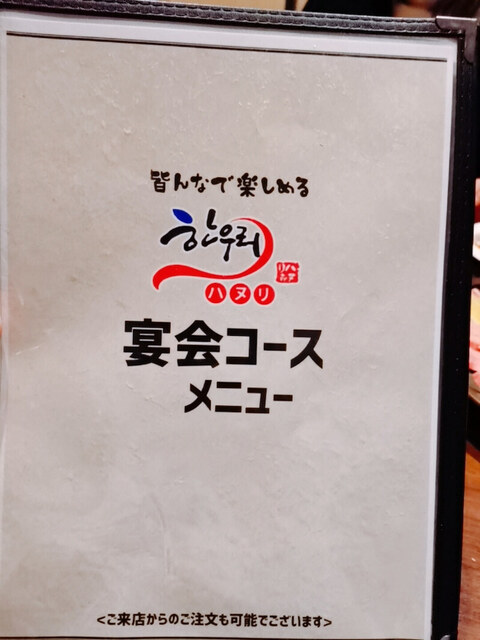 皆んなで楽しめる
한우리
ハヌリ
宴会コース
メニュー
<ご来店からのご注文も可能でございます>